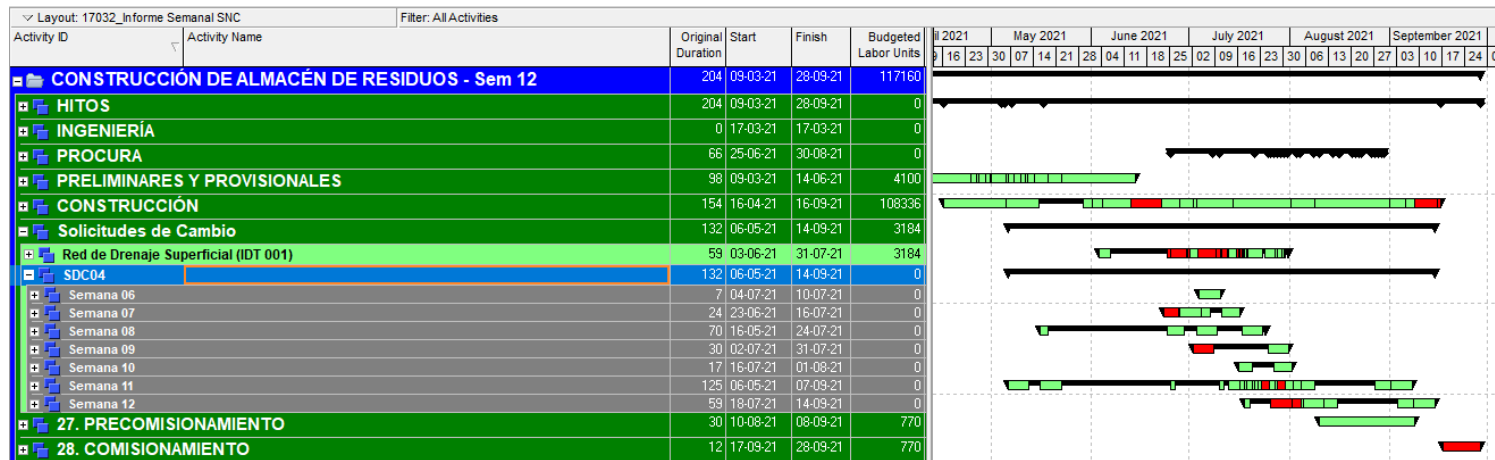 Layout: 17032_Informe Semanal SNC Filter: All Activities
Activity ID Activity Name Original Duration Start Finish Budgeted Labor Units il 2021 May 2021 June 2021 July 2021 August 2021 September 2021
16 23 30 07 14 21 28 04 11 18 25 02 09 16 23 30 06 13 20 27 03 10 17 24
CONSTRUCCIÓN DE ALMACÉN DE RESIDUOS - Sem 12 204 09-03-21 28-09-21 117160
HITOS 204 09-03-21 28-09-21 0
INGENIERÍA 0 17-03-21 17-03-21 0
PROCURA 66 25-06-21 30-08-21 0
PRELIMINARES Y PROVISIONALES 98 09-03-21 14-06-21 4100
CONSTRUCCIÓN 154 16-04-21 16-09-21 108336
Solicitudes de Cambio 132 06-05-21 14-09-21 3184
Red de Drenaje Superficial (IDT 001) 59 03-06-21 31-07-21 3184
SDC04 132 06-05-21 14-09-21 0
Semana 06 7 04-07-21 10-07-21 0
Semana 07 24 23-06-21 16-07-21 0
Semana 08 70 16-05-21 24-07-21 0
Semana 09 30 02-07-21 31-07-21 0
Semana 10 17 16-07-21 01-08-21 0
Semana 11 125 06-05-21 07-09-21 0
Semana 12 59 18-07-21 14-09-21 0
27. PRECOMISIONAMIENTO 30 10-08-21 08-09-21 770
28. COMISIONAMIENTO 12 17-09-21 28-09-21 770